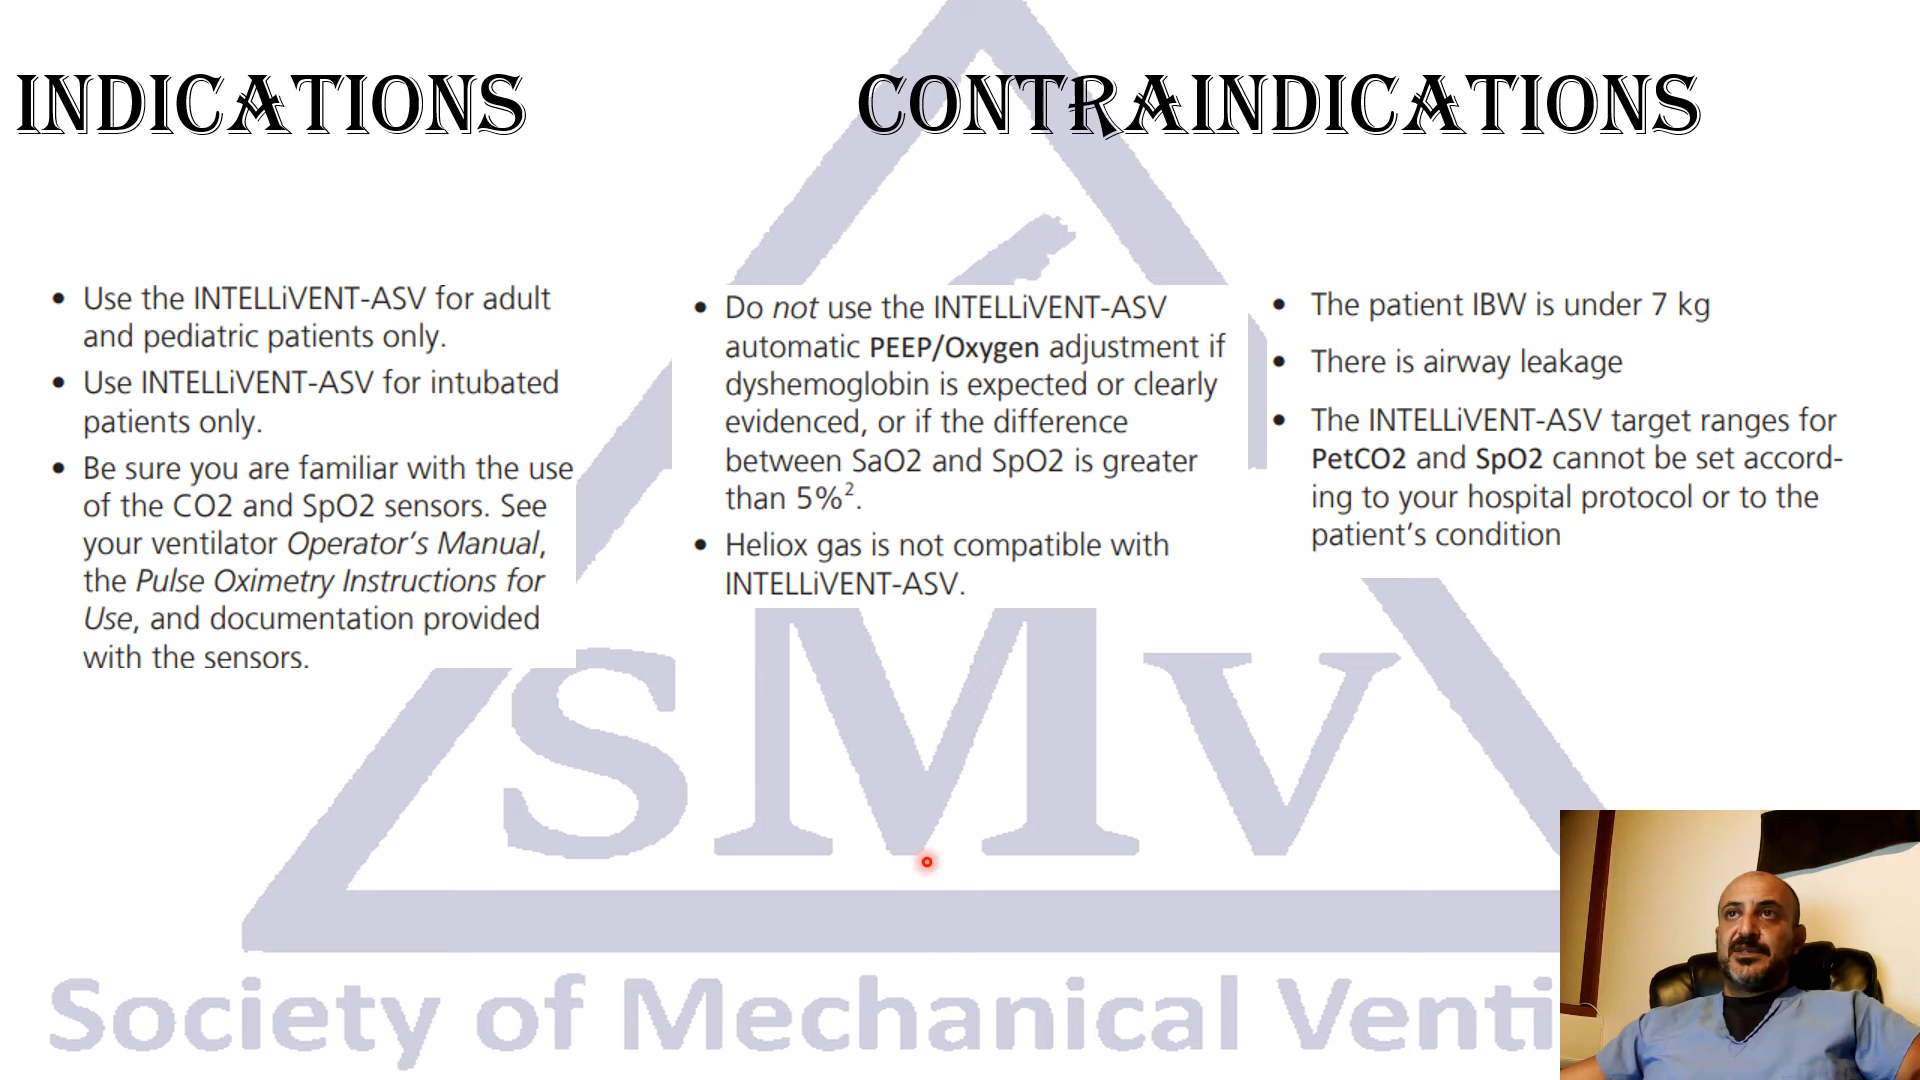 INDICATIONS
CONTRAINDICATIONS
• Use the INTELLiVENT-ASV for adult
and pediatric patients only.
• Use INTELLiVENT-ASV for intubated
patients only.
• Be sure you are familiar with the use
of the CO2 and SpO2 sensors. See
your ventilator Operator's Manual,
the Pulse Oximetry Instructions for
Use, and documentation provided
with the sensors.
• Do not use the INTELLiVENT-ASV
automatic PEEP/Oxygen adjustment if
dyshemoglobin is expected or clearly
evidenced, or if the difference
between SaO2 and SpO2 is greater
than 5%².
• Heliox gas is not compatible with
INTELLiVENT-ASV.
• The patient IBW is under 7 kg
• There is airway leakage
• The INTELLiVENT-ASV target ranges for
PetCO2 and SpO2 cannot be set accord-
ing to your hospital protocol or to the
patient's condition
SMV
Society of Mechanical Venti